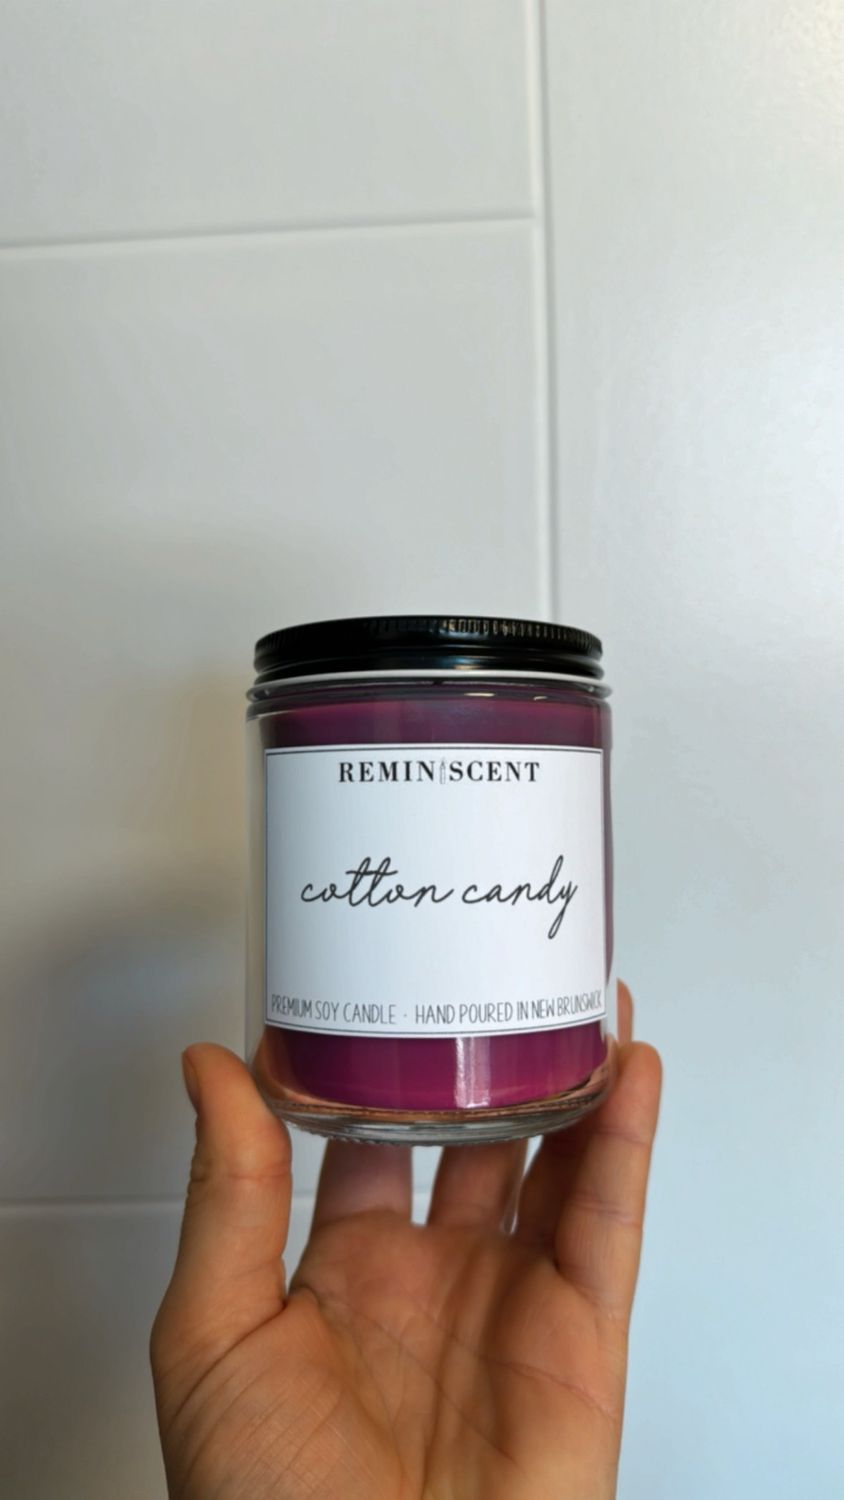 REMINISCENT
cotton candy
PREMIUM SOY CANDLE · HAND POURED IN NEW BRUNSWICK